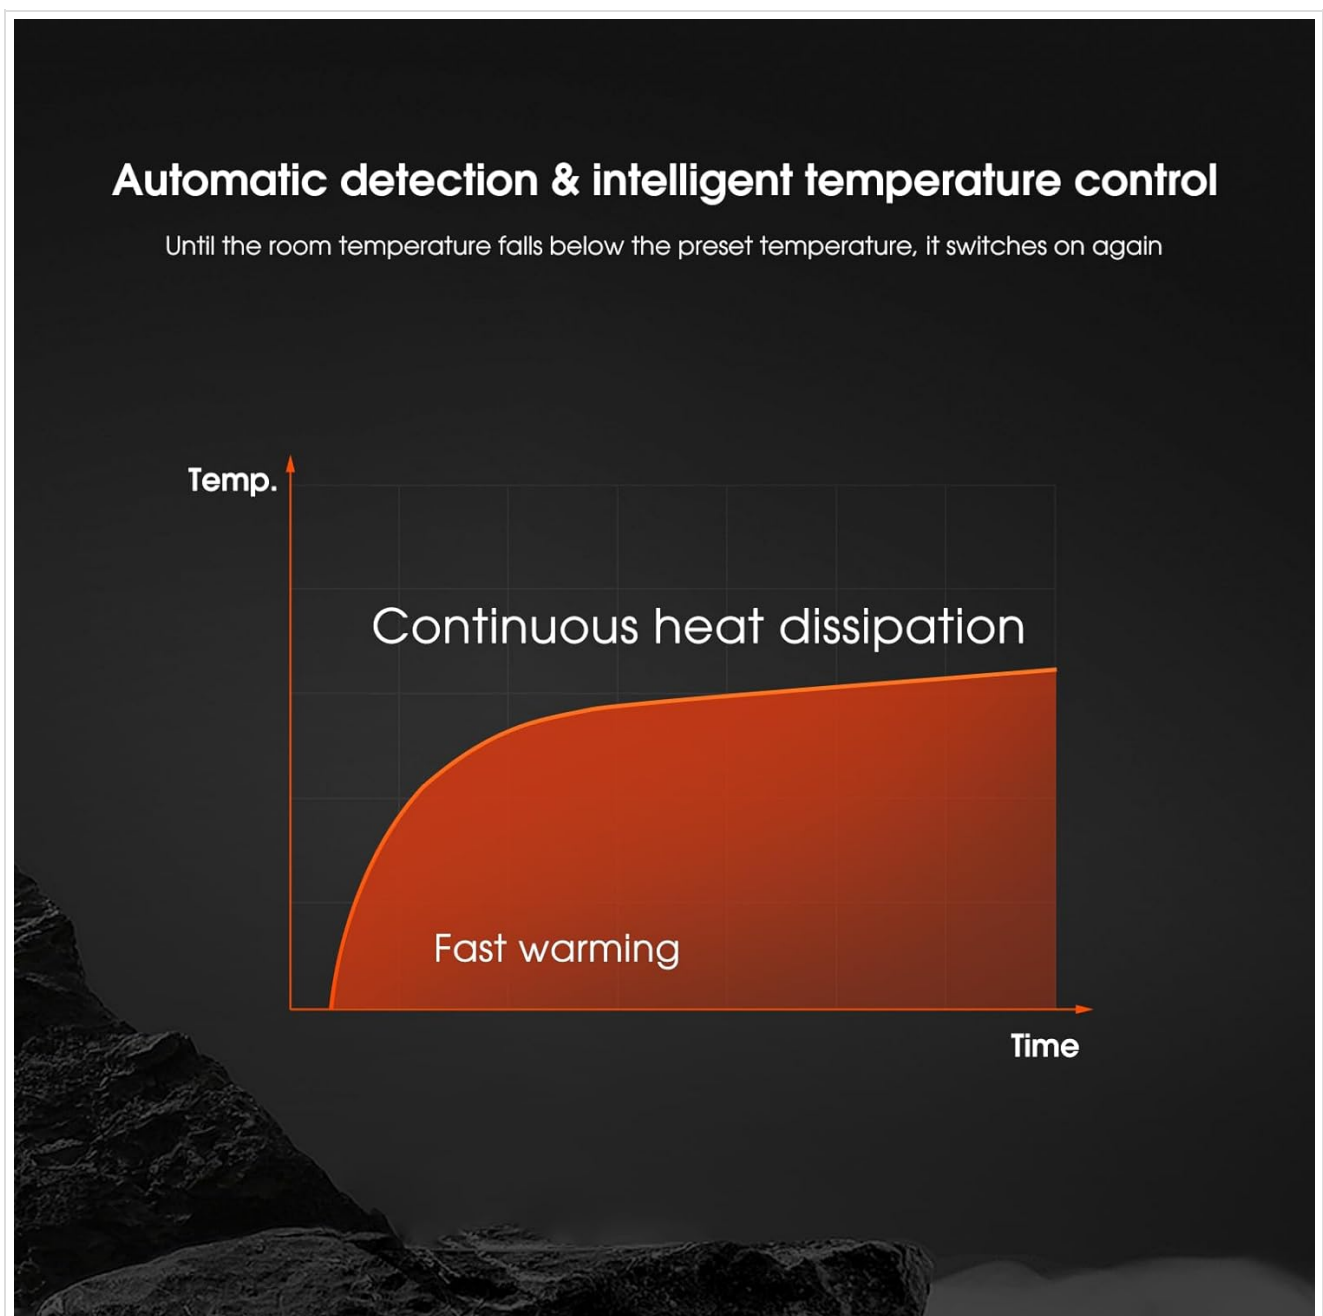 Automatic detection & intelligent temperature control
Until the room temperature falls below the preset temperature, it switches on again
Temp.
Continuous heat dissipation
Fast warming
Time